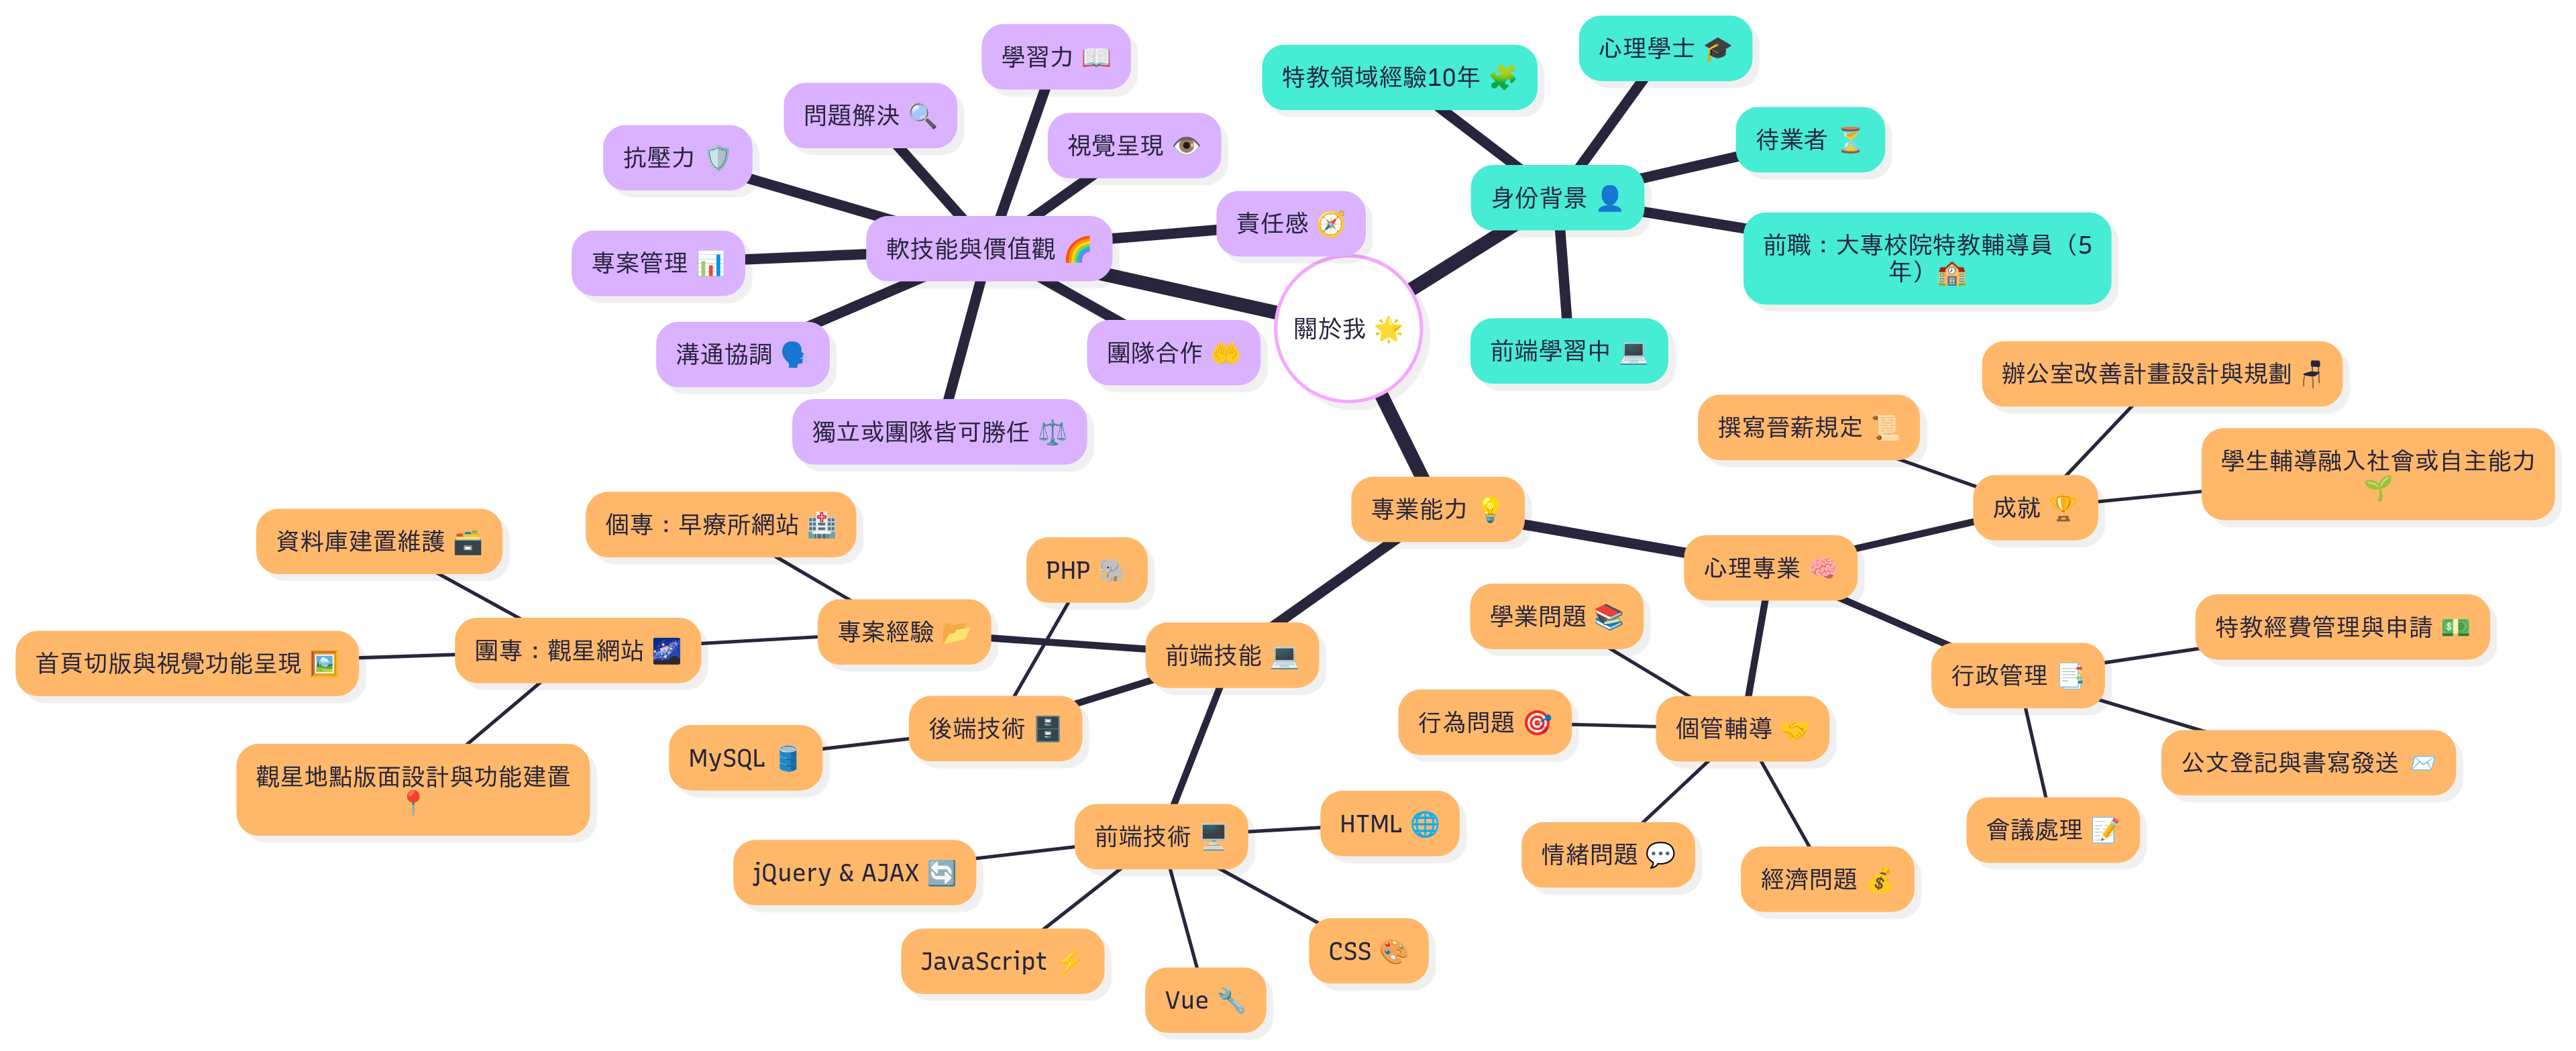 關於我 🌟
身份背景 👤
特教領域經驗10年 🧩
心理學士 🎓
待業者 ⏳
前職：大專校院特教輔導員（5
年）🏫
前端學習中 💻
軟技能與價值觀 🌈
學習力 📖
問題解決 🔍
視覺呈現 👁️
抗壓力 🛡️
責任感 🧭
專案管理 📊
溝通協調 🗣️
團隊合作 🤲
獨立或團隊皆可勝任 ⚖️
專業能力 💡
心理專業 🧠
成就 🏆
辦公室改善計畫設計與規劃 🪑
撰寫晉薪規定 📜
學生輔導融入社會或自主能力
🌱
行政管理 📑
特教經費管理與申請 💵
公文登記與書寫發送 📨
會議處理 📝
個管輔導 🤝
學業問題 📚
行為問題 🎯
情緒問題 💬
經濟問題 💰
前端技能 💻
專案經驗 📂
個專：早療所網站 🏥
團專：觀星網站 🌌
資料庫建置維護 🗃️
首頁切版與視覺功能呈現 🖼️
觀星地點版面設計與功能建置
📍
後端技術 🗄️
PHP 🐘
MySQL 🛢️
前端技術 🖥️
HTML 🌐
jQuery & AJAX 🔄
JavaScript ⚡
Vue 🔧
CSS 🎨